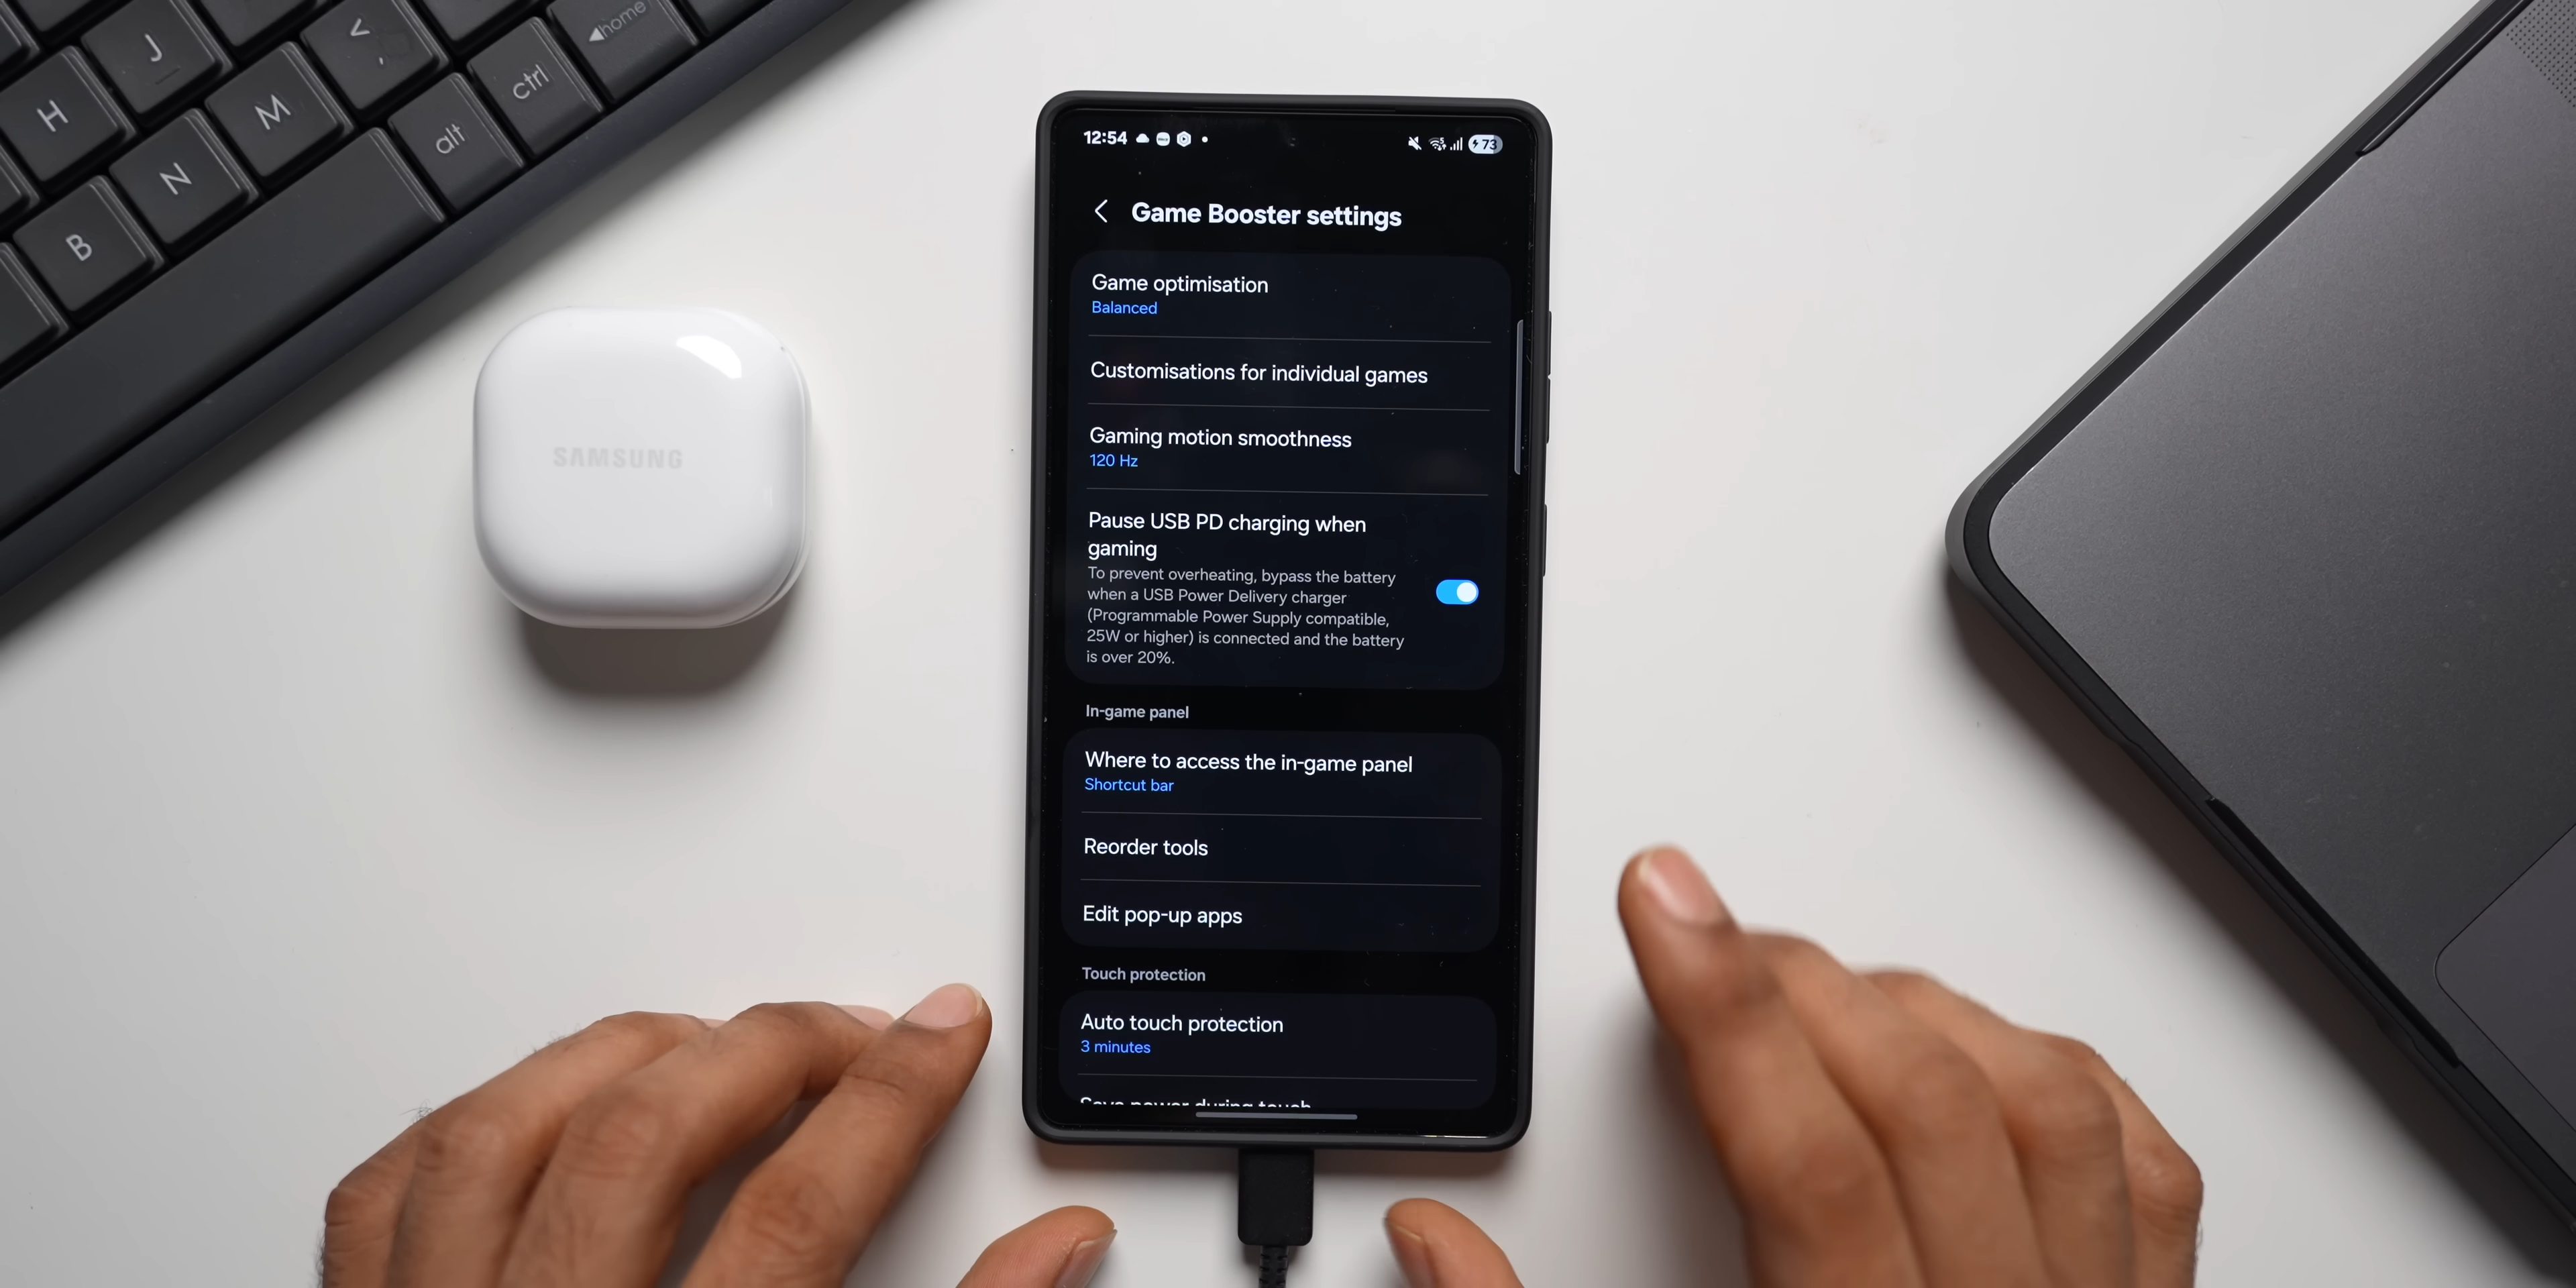 home
J
<
,
ctrl
H
M
alt
N
B
SAMSUNG
12:54
73
Game Booster settings
Game optimisation
Balanced
Customisations for individual games
Gaming motion smoothness
120 Hz
Pause USB PD charging when
gaming
To prevent overheating, bypass the battery
when a USB Power Delivery charger
(Programmable Power Supply compatible,
25W or higher) is connected and the battery
is over 20%.
In-game panel
Where to access the in-game panel
Shortcut bar
Reorder tools
Edit pop-up apps
Touch protection
Auto touch protection
3 minutes
Save power during touch